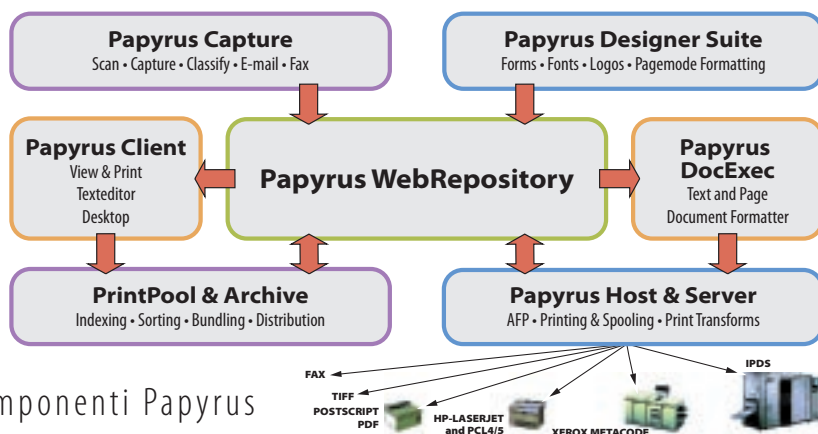 Papyrus Capture
Scan • Capture • Classify • E-mail • Fax
Papyrus Designer Suite
Forms • Fonts • Logos • Pagemode Formatting
Papyrus Client
View & Print
Texteditor
Desktop
Papyrus WebRepository
Papyrus
DocExec
Text and Page
Document Formatter
PrintPool & Archive
Indexing • Sorting • Bundling • Distribution
Papyrus Host & Server
AFP • Printing & Spooling • Print Transforms
FAX
TIFF
POSTSCRIPT
PDF
HP-LASERJET
and PCL4/5
XEROX METACODE
IPDS
mponenti Papyrus